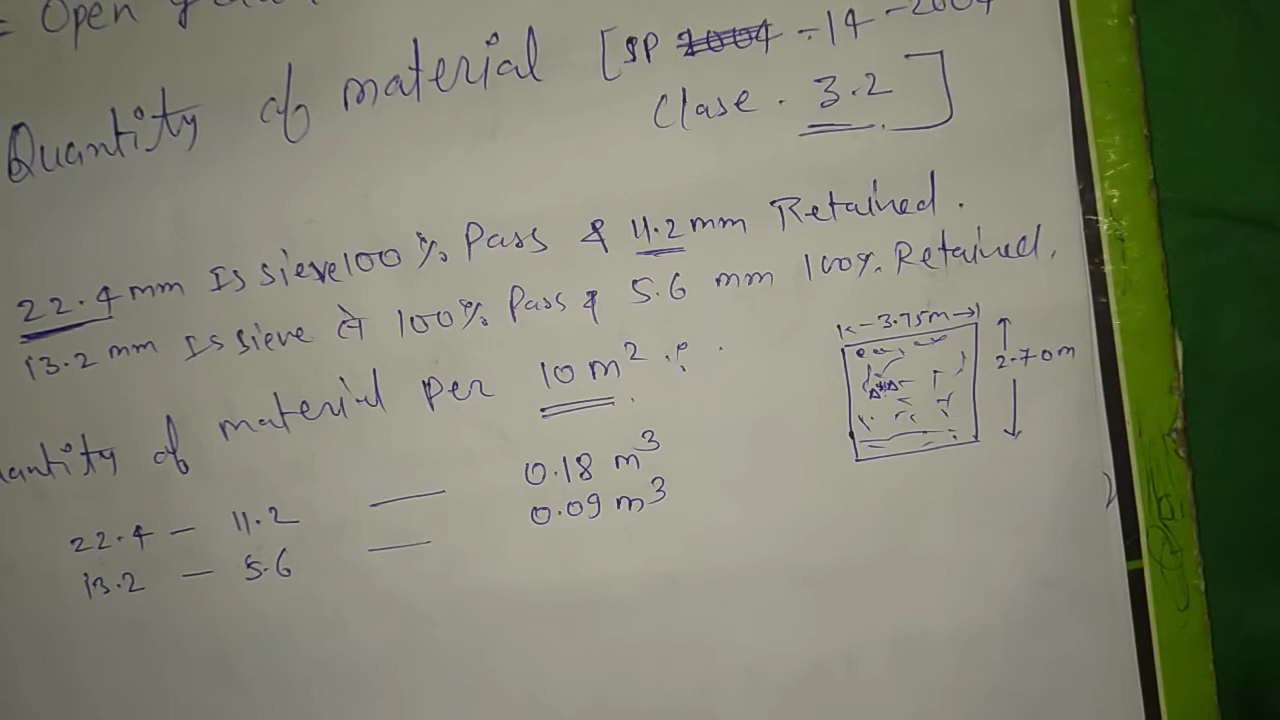 = Open
Quantity of material [SP - 14 - 2004
Clase. 3.2]
22.4 mm Is sieve 100% Pass & 11.2 mm Retained.
13.2 mm Is sieve से 100% Pass & 5.6 mm 100% Retained.
antity of material per 10 m² ?
22.4 - 11.2 — 0.18 m³
13.2 - 5.6 — 0.09 m³
3.75m
2.70m